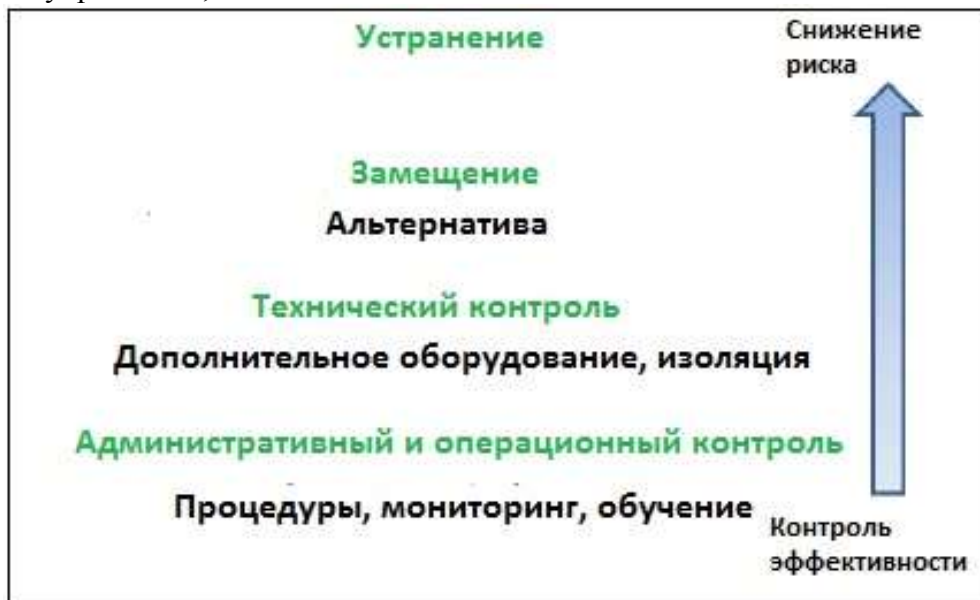 Устранение
Снижение
риска
Замещение
Альтернатива
Технический контроль
Дополнительное оборудование, изоляция
Административный и операционный контроль
Процедуры, мониторинг, обучение
Контроль
эффективности